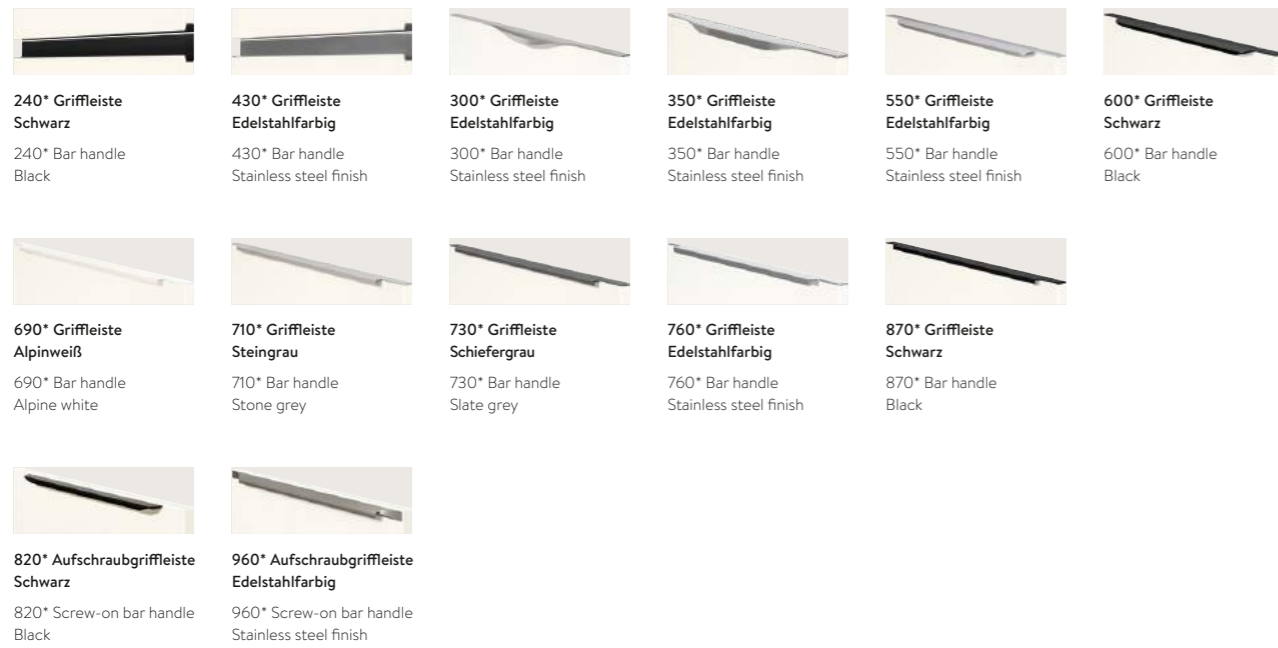 240* Griffleiste
Schwarz
240* Bar handle
Black
430* Griffleiste
Edelstahlfarbig
430* Bar handle
Stainless steel finish
300* Griffleiste
Edelstahlfarbig
300* Bar handle
Stainless steel finish
350* Griffleiste
Edelstahlfarbig
350* Bar handle
Stainless steel finish
550* Griffleiste
Edelstahlfarbig
550* Bar handle
Stainless steel finish
600* Griffleiste
Schwarz
600* Bar handle
Black
690* Griffleiste
Alpinweiß
690* Bar handle
Alpine white
710* Griffleiste
Steingrau
710* Bar handle
Stone grey
730* Griffleiste
Schiefergrau
730* Bar handle
Slate grey
760* Griffleiste
Edelstahlfarbig
760* Bar handle
Stainless steel finish
870* Griffleiste
Schwarz
870* Bar handle
Black
820* Aufschraubgriffleiste
Schwarz
820* Screw-on bar handle
Black
960* Aufschraubgriffleiste
Edelstahlfarbig
960* Screw-on bar handle
Stainless steel finish